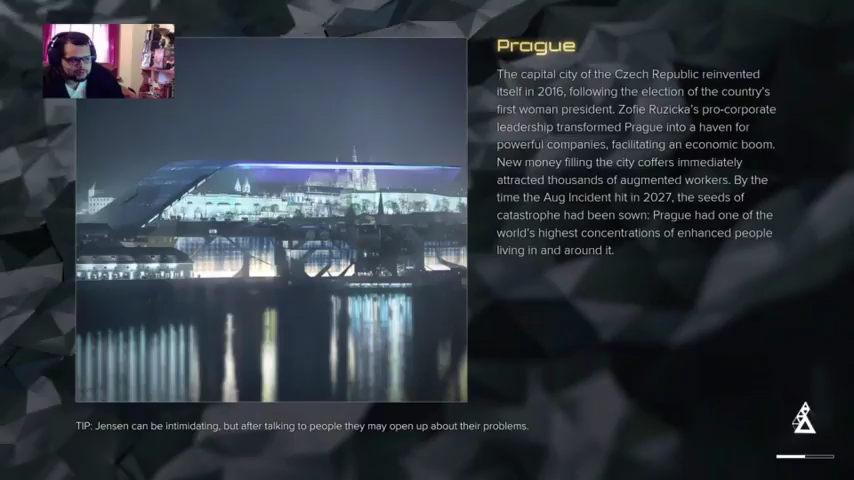 Prague
The capital city of the Czech Republic reinvented
itself in 2016, following the election of the country's
first woman president. Zofie Ruzicka's pro-corporate
leadership transformed Prague into a haven for
powerful companies, facilitating an economic boom.
New money filling the city coffers immediately
attracted thousands of augmented workers. By the
time the Aug Incident hit in 2027, the seeds of
catastrophe had been sown: Prague had one of the
world's highest concentrations of enhanced people
living in and around it.
TIP: Jensen can be intimidating, but after talking to people they may open up about their problems.